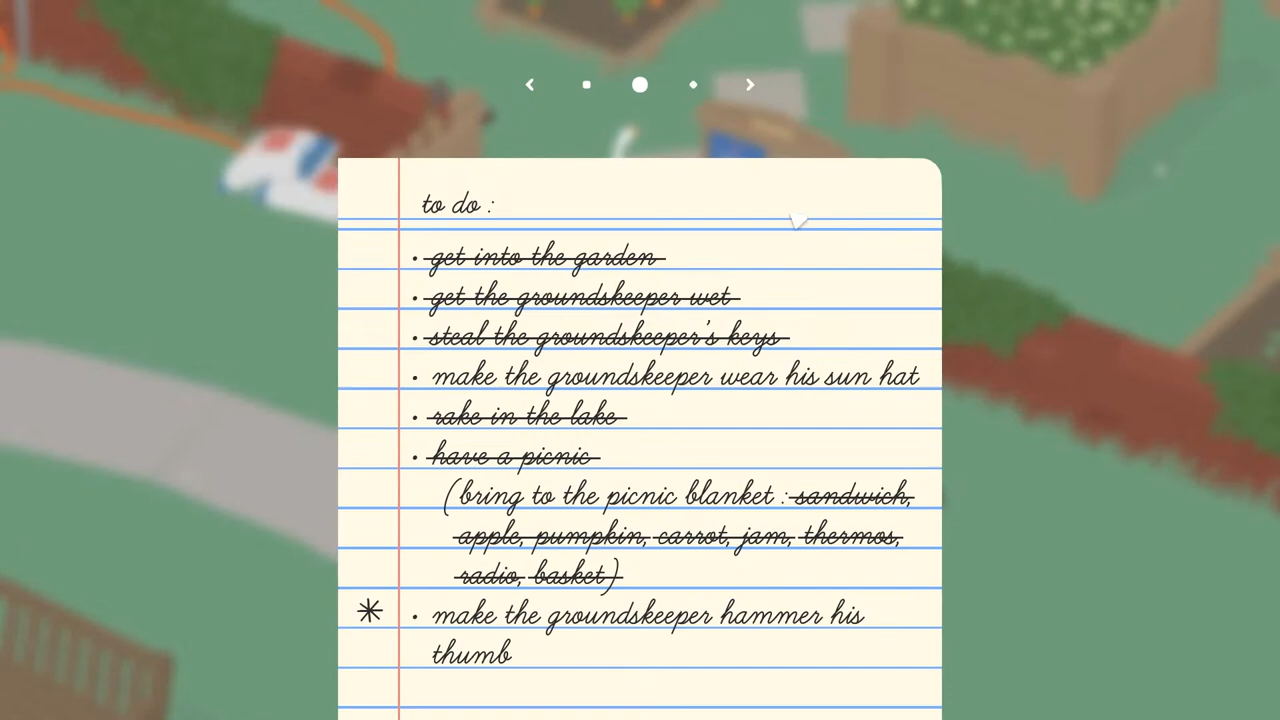 to do :
• get into the garden
• get the groundskeeper wet
• steal the groundskeeper's keys
• make the groundskeeper wear his sun hat
• rake in the lake
• have a picnic
(bring to the picnic blanket : sandwich,
apple, pumpkin, carrot, jam, thermos,
radio, basket)
* • make the groundskeeper hammer his
thumb